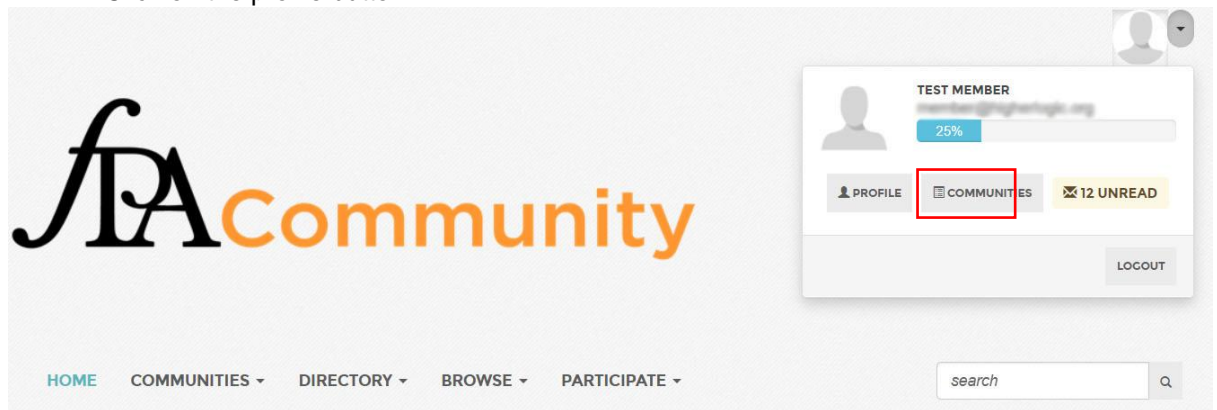 TEST MEMBER
25%
PROFILE
COMMUNITIES
12 UNREAD
LOGOUT
fPA Community
HOME COMMUNITIES DIRECTORY BROWSE PARTICIPATE
search